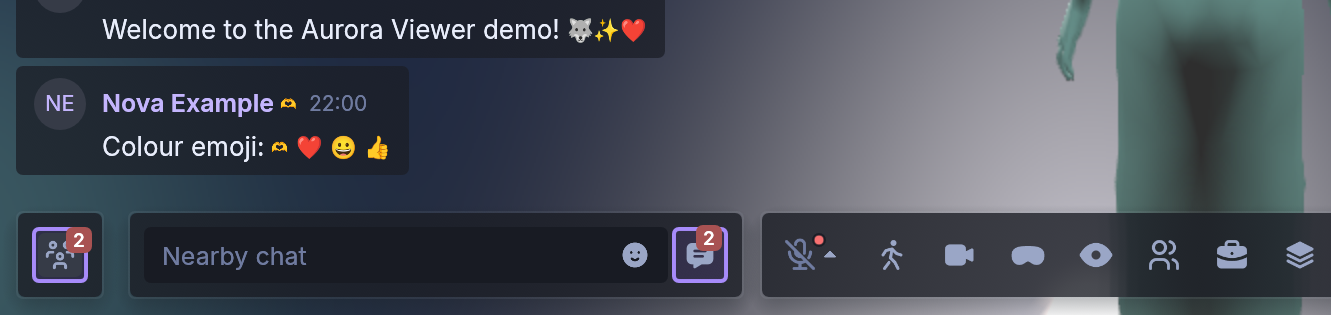 Welcome to the Aurora Viewer demo! 🐺✨❤️
NE
Nova Example 🫶 22:00
Colour emoji: 🫶 ❤️ 😀 👍
2
Nearby chat
2